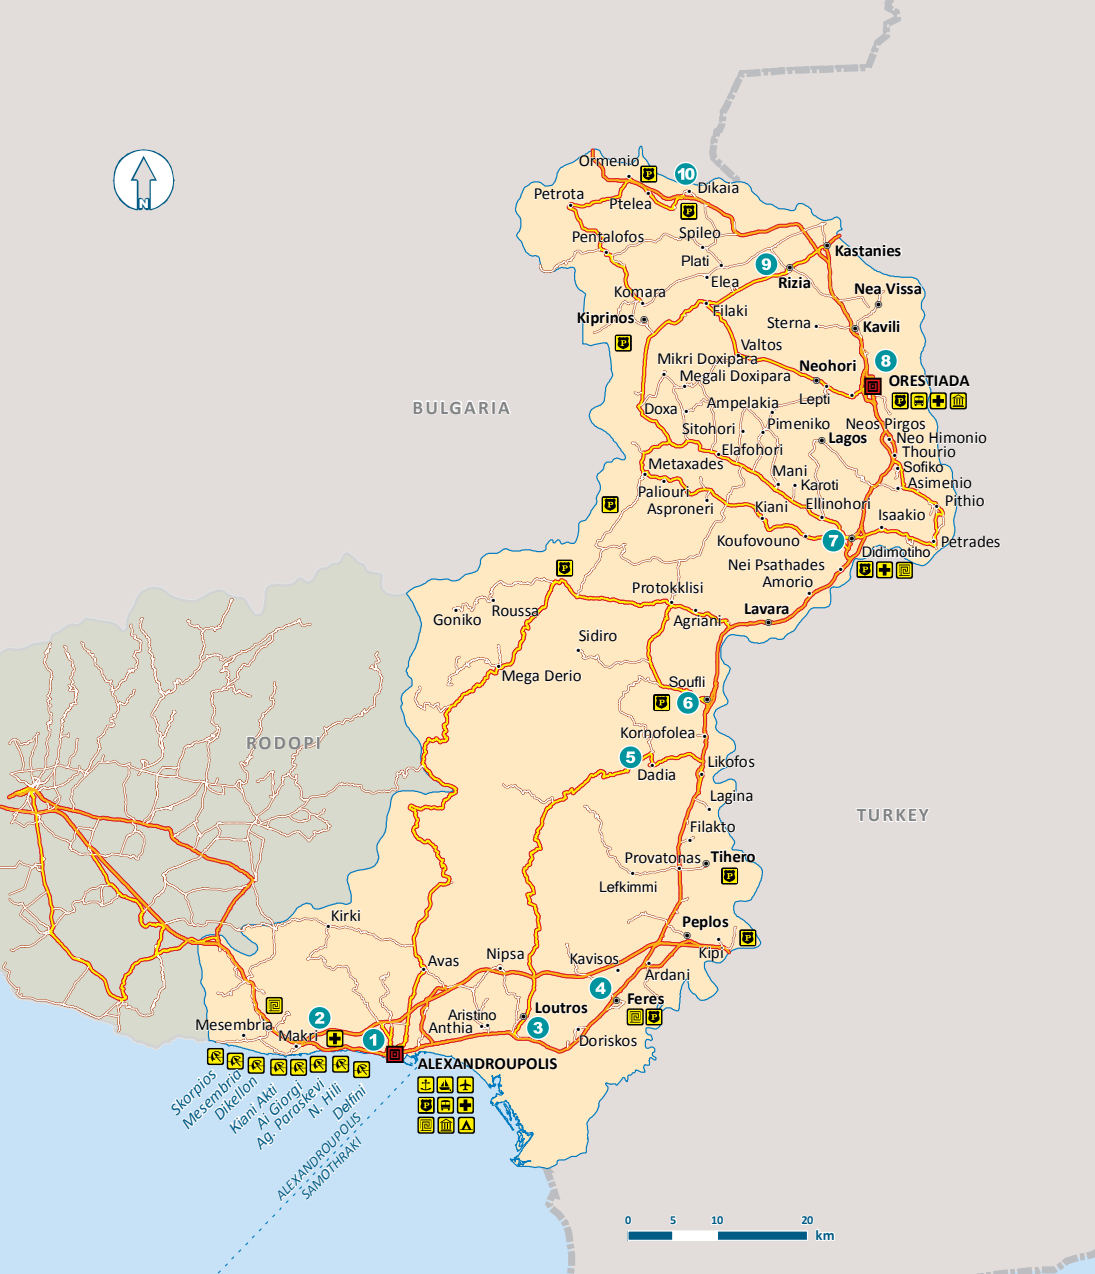 Ormenio
10
Dikaia
Petrota
Ptelea
Pentalofos
Spileo
Kastanies
Plati
9
Elea
Rizia
Nea Vissa
Komara
Filaki
Kiprinos
Sterna
Kavili
Valtos
Mikri Doxipara
8
Neohori
Megali Doxipara
ORESTIADA
BULGARIA
Doxa
Ampelakia
Lepti
Pimeniko
Neos Pirgos
Sitohori
Lagos
Neo Himonio
Elafohori
Thourio
Metaxades
Mani
Sofiko
Paliouri
Karoti
Asimenio
Asproneri
Kiani
Ellinohori
Pithio
Isaakio
Koufovouno
7
Petrades
Didimotiho
Nei Psathades
Amorio
Protokklisi
Roussa
Goniko
Agriani
Lavara
Sidiro
Mega Derio
Soufli
6
Kornofolea
RODOPI
5
Dadia
Likofos
Lagina
TURKEY
Filakto
Provatonas
Tihero
Lefkimmi
Kirki
Peplos
Avas
Nipsa
Kavisos
Kipi
Ardani
4
Feres
Mesembria
2
Makri
1
Aristino
Anthia
Loutros
3
Doriskos
ALEXANDROUPOLIS
Skorpios
Mesembria
Dikellon
Kiani Akti
Ai Giorgi
Ag. Paraskevi
N. Hili
Delfini
ALEXANDROUPOLIS
SAMOTHRAKI
N
0 5 10 20
km